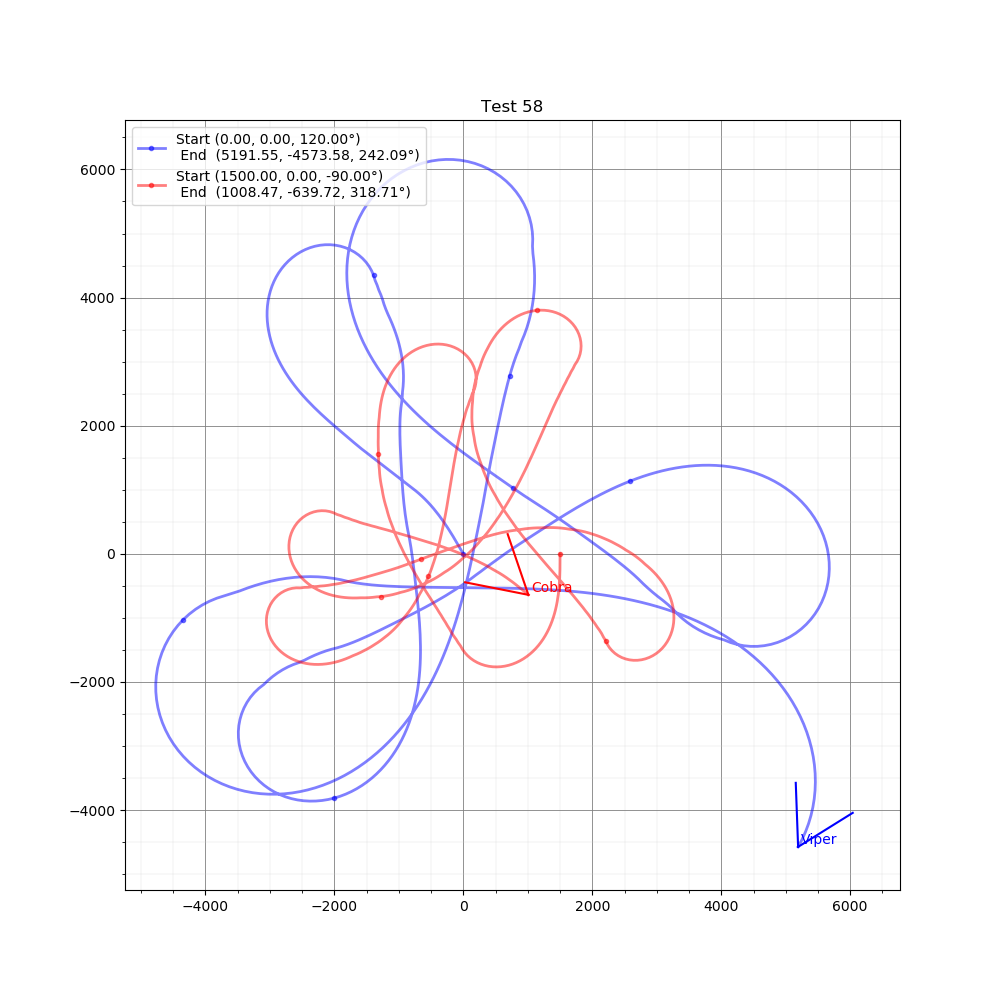 Test 58
Start (0.00, 0.00, 120.00°)
End (5191.55, -4573.58, 242.09°)
Start (1500.00, 0.00, -90.00°)
End (1008.47, -639.72, 318.71°)
6000
4000
2000
0
−2000
−4000
Cobra
Viper
−4000 −2000 0 2000 4000 6000